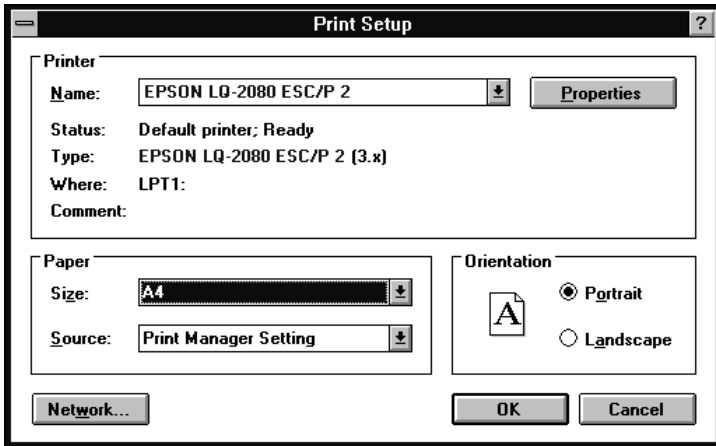 Print Setup ?
Printer
Name: EPSON LQ-2080 ESC/P 2 Properties
Status: Default printer; Ready
Type: EPSON LQ-2080 ESC/P 2 (3.x)
Where: LPT1:
Comment:
Paper Orientation
Size: A4 A Portrait
Source: Print Manager Setting Landscape
Network... OK Cancel